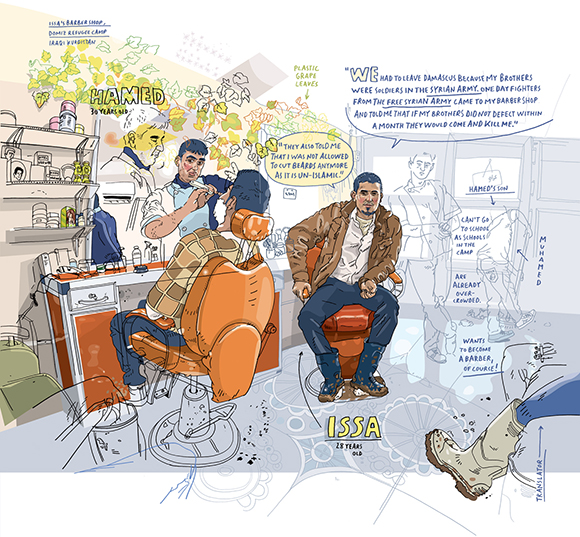 ISSA'S BARBERSHOP,
DOMIZ REFUGEE CAMP
IRAQI KURDISTAN
HAMED
30 YEARS OLD
PLASTIC
GRAPE
LEAVES
"WE HAD TO LEAVE DAMASCUS BECAUSE MY BROTHERS
WERE SOLDIERS IN THE SYRIAN ARMY. ONE DAY FIGHTERS
FROM THE FREE SYRIAN ARMY CAME TO MY BARBERSHOP
AND TOLD ME THAT IF MY BROTHERS DID NOT DEFECT WITHIN
A MONTH THEY WOULD COME AND KILL ME."
"THEY ALSO TOLD ME
THAT I WAS NOT ALLOWED
TO CUT BEARDS ANYMORE
AS IT IS UN-ISLAMIC."
HAMED'S SON
MUHAMED
CAN'T GO
TO SCHOOL
AS SCHOOLS
IN THE
CAMP
ARE
ALREADY
OVER-
CROWDED.
WANTS
TO BECOME
A BARBER,
OF COURSE!
ISSA
28 YEARS
OLD
TRANSLATOR